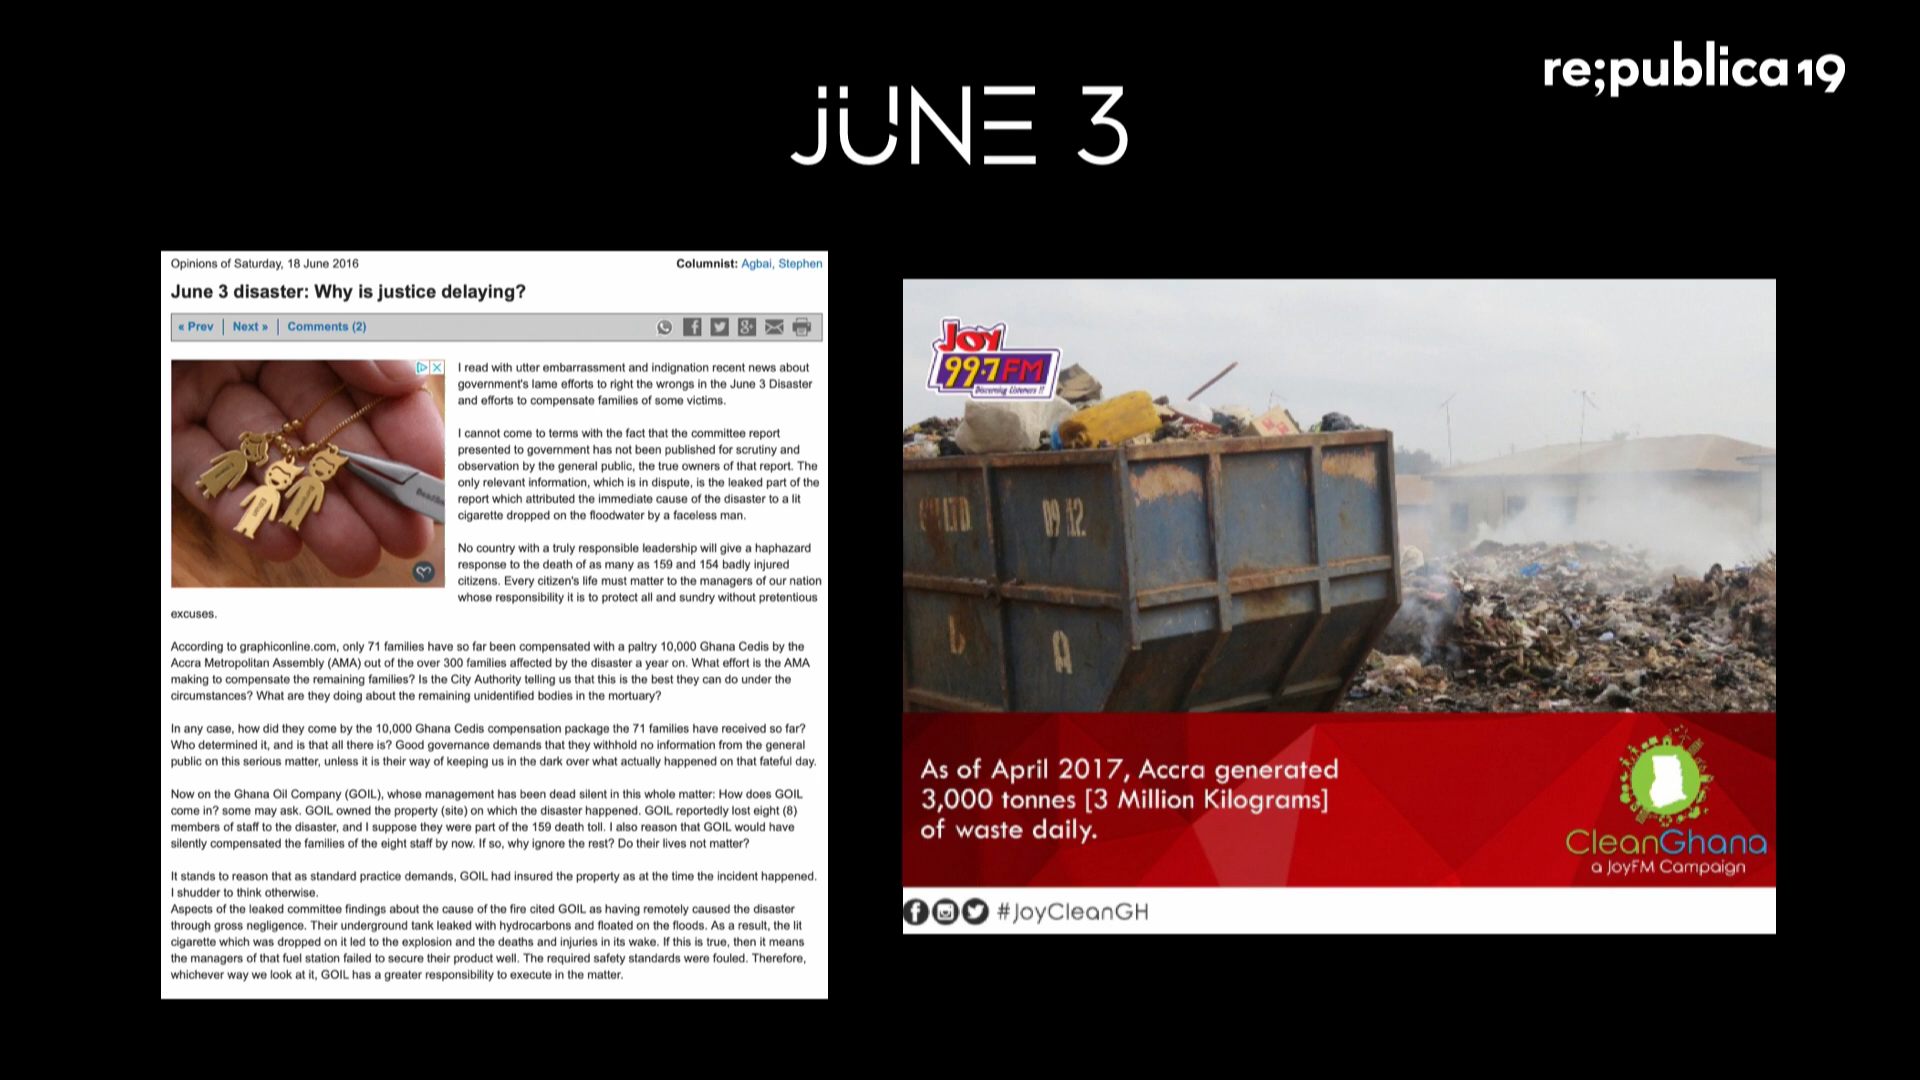 re;publica 19
JUNE 3
Opinions of Saturday, 18 June 2016
Columnist: Agbai, Stephen
June 3 disaster: Why is justice delaying?
« Prev | Next » | Comments (2)
I read with utter embarrassment and indignation recent news about
government's lame efforts to right the wrongs in the June 3 Disaster
and efforts to compensate families of some victims.
I cannot come to terms with the fact that the committee report
presented to government has not been published for scrutiny and
observation by the general public, the true owners of that report. The
only relevant information, which is in dispute, is the leaked part of the
report which attributed the immediate cause of the disaster to a lit
cigarette dropped on the floodwater by a faceless man.
No country with a truly responsible leadership will give a haphazard
response to the death of as many as 159 and 154 badly injured
citizens. Every citizen's life must matter to the managers of our nation
whose responsibility it is to protect all and sundry without pretentious
excuses.
According to graphiconline.com, only 71 families have so far been compensated with a paltry 10,000 Ghana Cedis by the
Accra Metropolitan Assembly (AMA) out of the over 300 families affected by the disaster a year on. What effort is the AMA
making to compensate the remaining families? Is the City Authority telling us that this is the best they can do under the
circumstances? What are they doing about the remaining unidentified bodies in the mortuary?
In any case, how did they come by the 10,000 Ghana Cedis compensation package the 71 families have received so far?
Who determined it, and is that all there is? Good governance demands that they withhold no information from the general
public on this serious matter, unless it is their way of keeping us in the dark over what actually happened on that fateful day.
Now on the Ghana Oil Company (GOIL), whose management has been dead silent in this whole matter: How does GOIL
come in? some may ask. GOIL owned the property (site) on which the disaster happened. GOIL reportedly lost eight (8)
members of staff to the disaster, and I suppose they were part of the 159 death toll. I also reason that GOIL would have
silently compensated the families of the eight staff by now. If so, why ignore the rest? Do their lives not matter?
It stands to reason that as standard practice demands, GOIL had insured the property as at the time the incident happened.
I shudder to think otherwise.
Aspects of the leaked committee findings about the cause of the fire cited GOIL as having remotely caused the disaster
through gross negligence. Their underground tank leaked with hydrocarbons and floated on the floods. As a result, the lit
cigarette which was dropped on it led to the explosion and the deaths and injuries in its wake. If this is true, then it means
the managers of that fuel station failed to secure their product well. The required safety standards were fouled. Therefore,
whichever way we look at it, GOIL has a greater responsibility to execute in the matter.
JOY
99.7 FM
Discerning Listeners !!
LTD
A
As of April 2017, Accra generated
3,000 tonnes [3 Million Kilograms]
of waste daily.
CleanGhana
a JoyFM Campaign
#JoyCleanGH